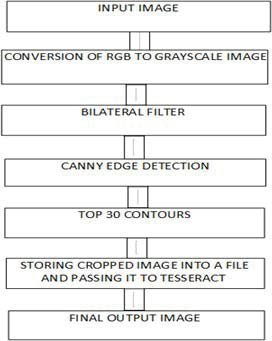 INPUT IMAGE
CONVERSION OF RGB TO GRAYSCALE IMAGE
BILATERAL FILTER
CANNY EDGE DETECTION
TOP 30 CONTOURS
STORING CROPPED IMAGE INTO A FILE
AND PASSING IT TO TESSERACT
FINAL OUTPUT IMAGE